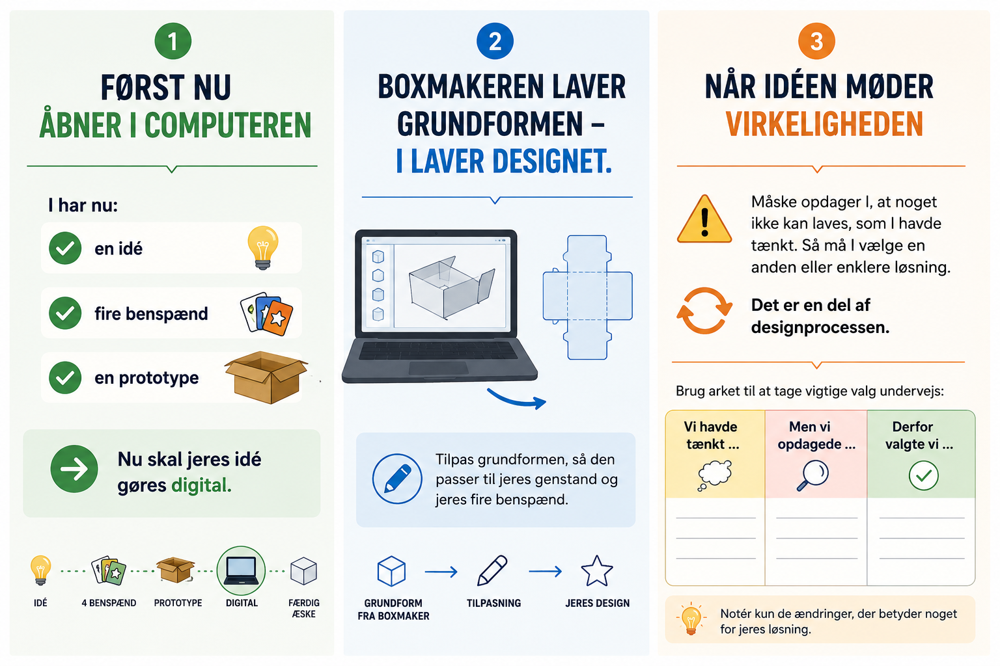 1
FØRST NU
ÅBNER I COMPUTEREN
I har nu:
en idé
fire benspænd
en prototype
Nu skal jeres idé
gøres digital.
IDÉ
4 BENSPÆND
PROTOTYPE
DIGITAL
FÆRDIG
ÆSKE
2
BOXMAKEREN LAVER
GRUNDFORMEN –
I LAVER DESIGNET.
Tilpas grundformen, så den
passer til jeres genstand og
jeres fire benspænd.
GRUNDFORM
FRA BOXMAKER
TILPASNING
JERES DESIGN
3
NÅR IDÉEN MØDER
VIRKELIGHEDEN
Måske opdager I, at noget
ikke kan laves, som I havde
tænkt. Så må I vælge en
anden eller enklere løsning.
Det er en del af
designprocessen.
Brug arket til at tage vigtige valg undervejs:
Vi havde
tænkt ...
Men vi
opdagede ...
Derfor
valgte vi ...
Notér kun de ændringer, der betyder noget
for jeres løsning.